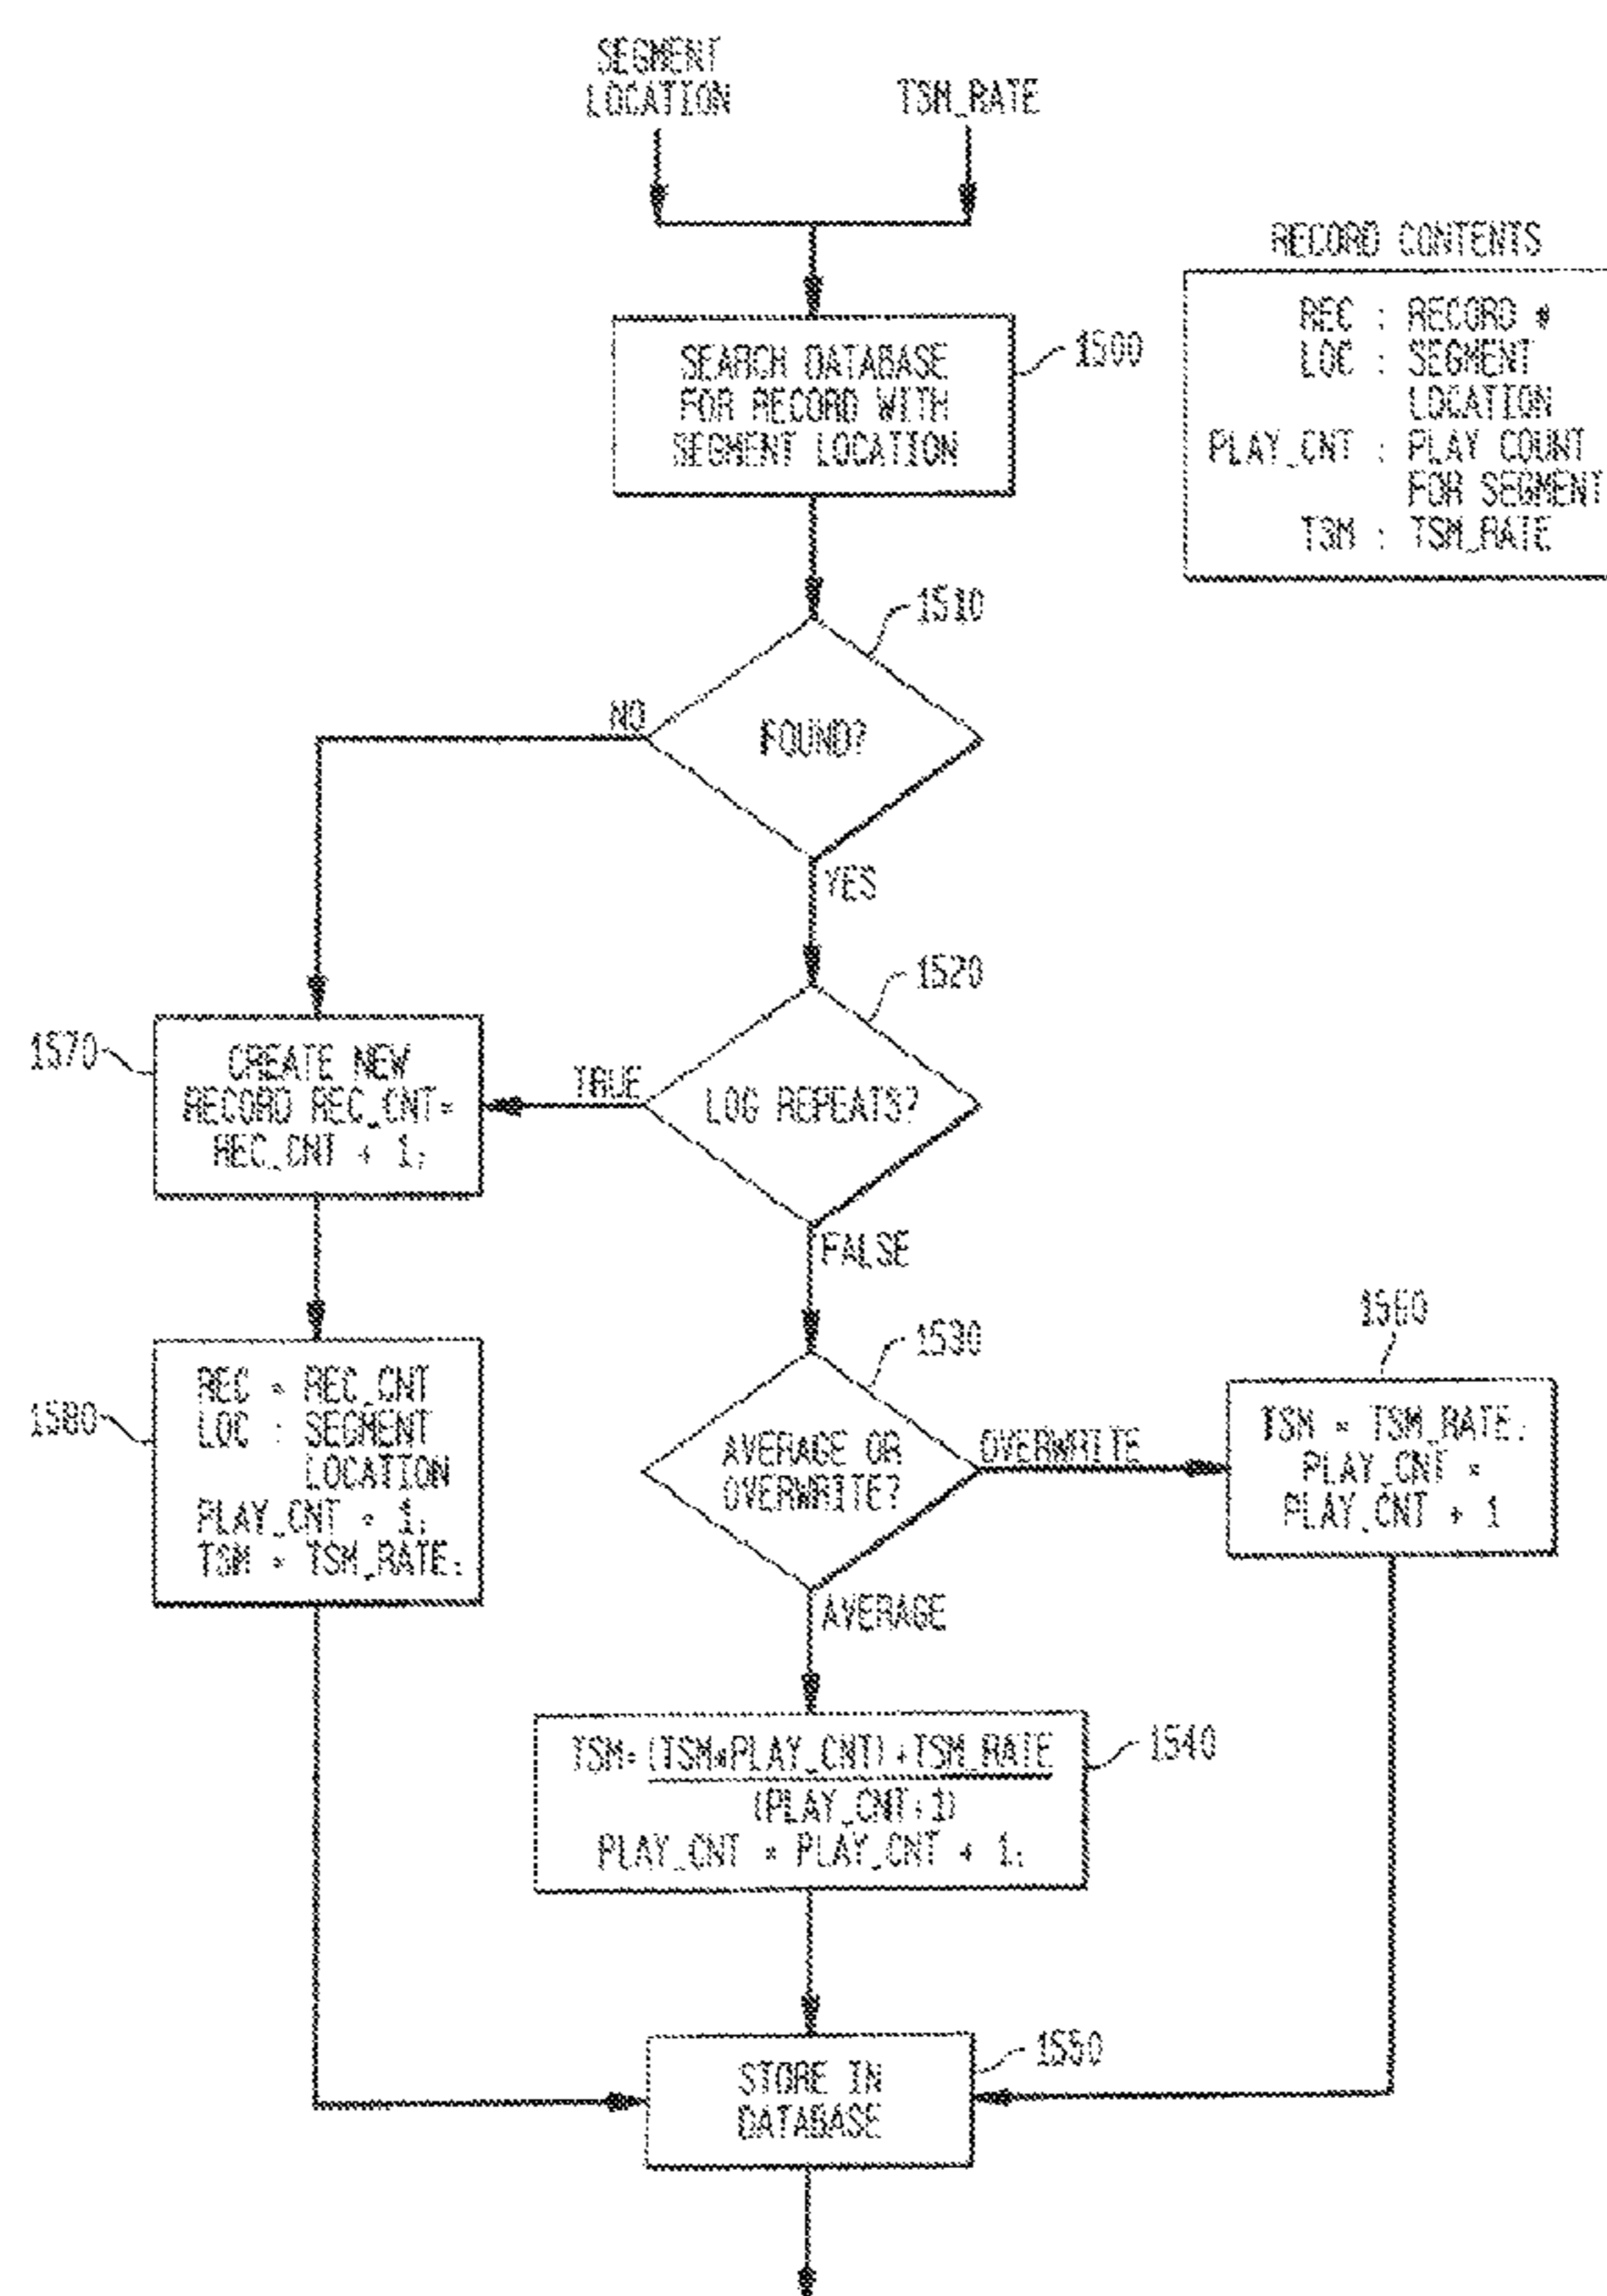 SEGMENT
LOCATION
TSM_RATE
RECORD CONTENTS
REC : RECORD #
LOC : SEGMENT
LOCATION
PLAY_CNT : PLAY COUNT
FOR SEGMENT
TSM : TSM_RATE
SEARCH DATABASE
FOR RECORD WITH
SEGMENT LOCATION
1500
1510
FOUND?
NO
YES
1520
LOG REPEATS?
TRUE
FALSE
1570
CREATE NEW
RECORD REC_CNT=
REC_CNT + 1;
1580
REC = REC_CNT
LOC : SEGMENT
LOCATION
PLAY_CNT = 1;
TSM = TSM_RATE;
1530
AVERAGE OR
OVERWRITE?
OVERWRITE
AVERAGE
1560
TSM = TSM_RATE;
PLAY_CNT =
PLAY_CNT + 1
1540
TSM= (TSM*PLAY_CNT)+TSM_RATE
(PLAY_CNT+1)
PLAY_CNT = PLAY_CNT + 1;
1550
STORE IN
DATABASE